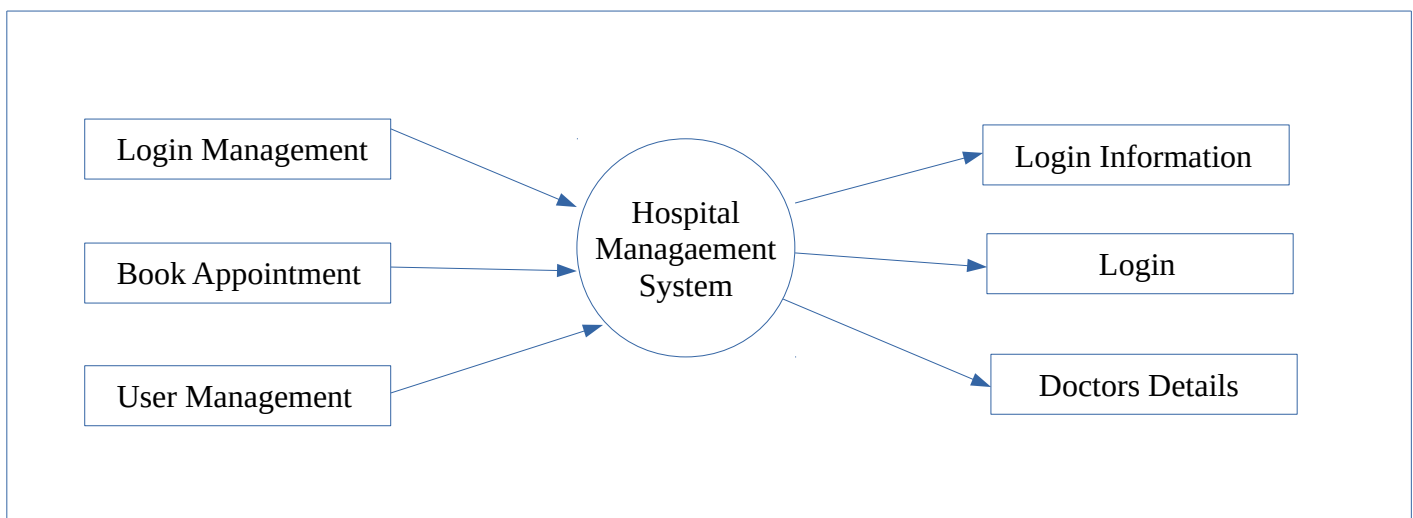 Login Management
Book Appointment
User Management
Hospital
Managaement
System
Login Information
Login
Doctors Details